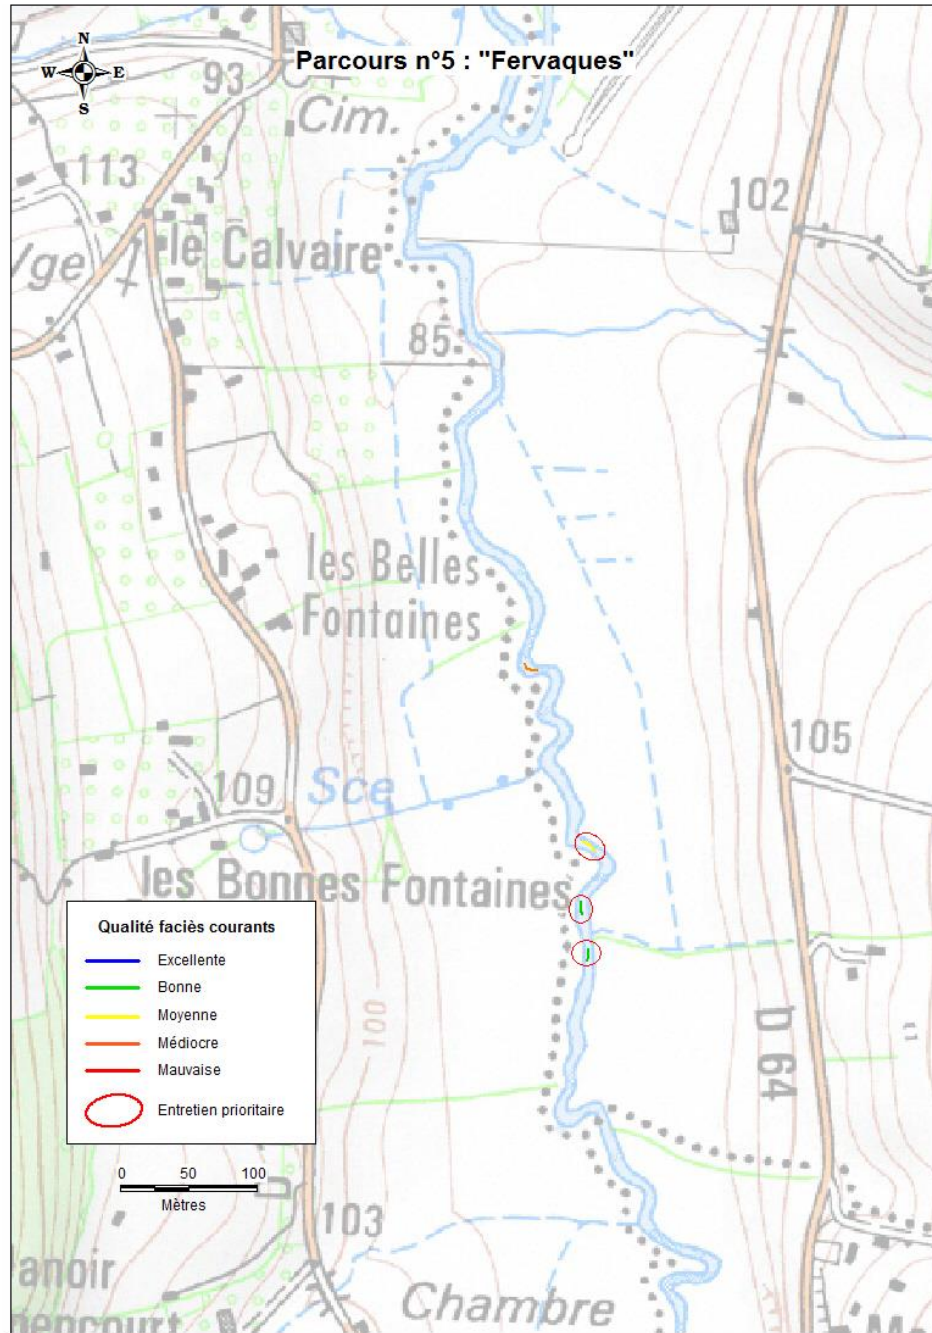 Parcours n°5 : "Fervaques"
N
W
E
S
93
Cim.
113
102
le Calvaire
Vge
85
les Belles
Fontaines
105
Sce
109
les Bonnes Fontaines
Qualité faciès courants
Excellente
Bonne
Moyenne
Médiocre
Mauvaise
Entretien prioritaire
100
D 64
0 50 100
Mètres
103
anoir
Chambre